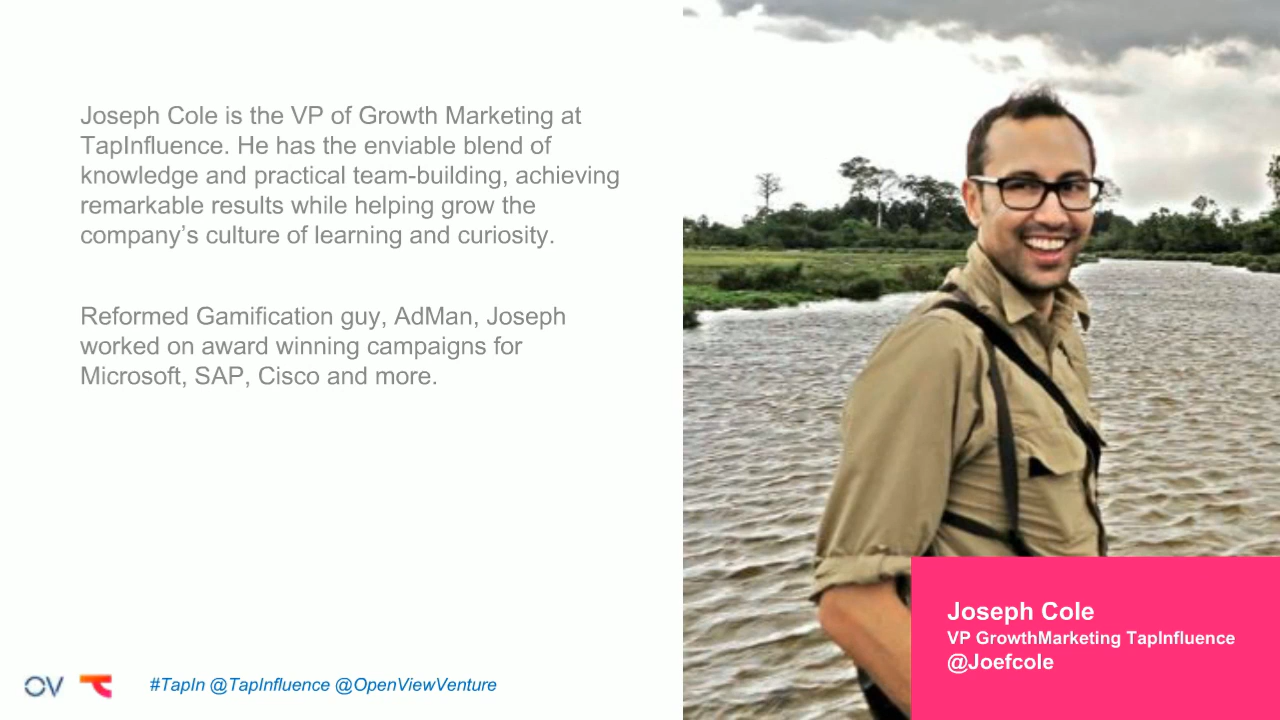 Joseph Cole is the VP of Growth Marketing at
TapInfluence. He has the enviable blend of
knowledge and practical team-building, achieving
remarkable results while helping grow the
company’s culture of learning and curiosity.
Reformed Gamification guy, AdMan, Joseph
worked on award winning campaigns for
Microsoft, SAP, Cisco and more.
Joseph Cole
VP GrowthMarketing TapInfluence
@Joefcole
OV
#TapIn @TapInfluence @OpenViewVenture